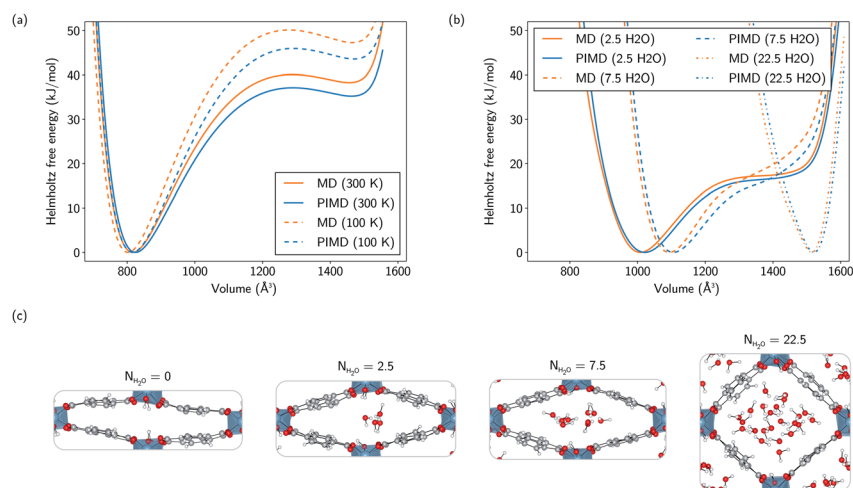 (a)
Helmholtz free energy (kJ/mol)
50
40
30
20
10
0
MD (300 K)
PIMD (300 K)
MD (100 K)
PIMD (100 K)
800 1000 1200 1400 1600
Volume (Å³)
(b)
Helmholtz free energy (kJ/mol)
50
40
30
20
10
0
MD (2.5 H2O) PIMD (7.5 H2O)
PIMD (2.5 H2O) MD (22.5 H2O)
MD (7.5 H2O) PIMD (22.5 H2O)
800 1000 1200 1400 1600
Volume (Å³)
(c)
N_H₂O = 0
N_H₂O = 2.5
N_H₂O = 7.5
N_H₂O = 22.5